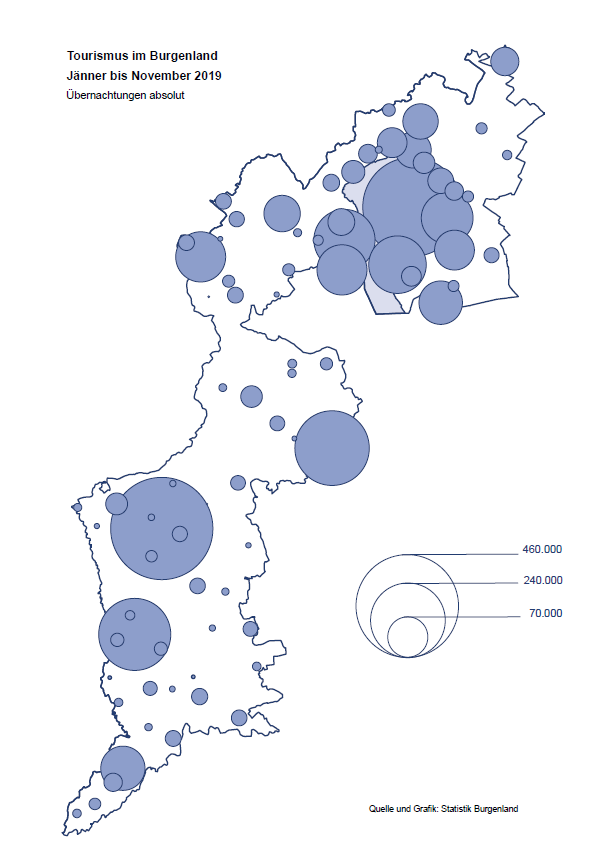 Tourismus im Burgenland
Jänner bis November 2019
Übernachtungen absolut
460.000
240.000
70.000
Quelle und Grafik: Statistik Burgenland